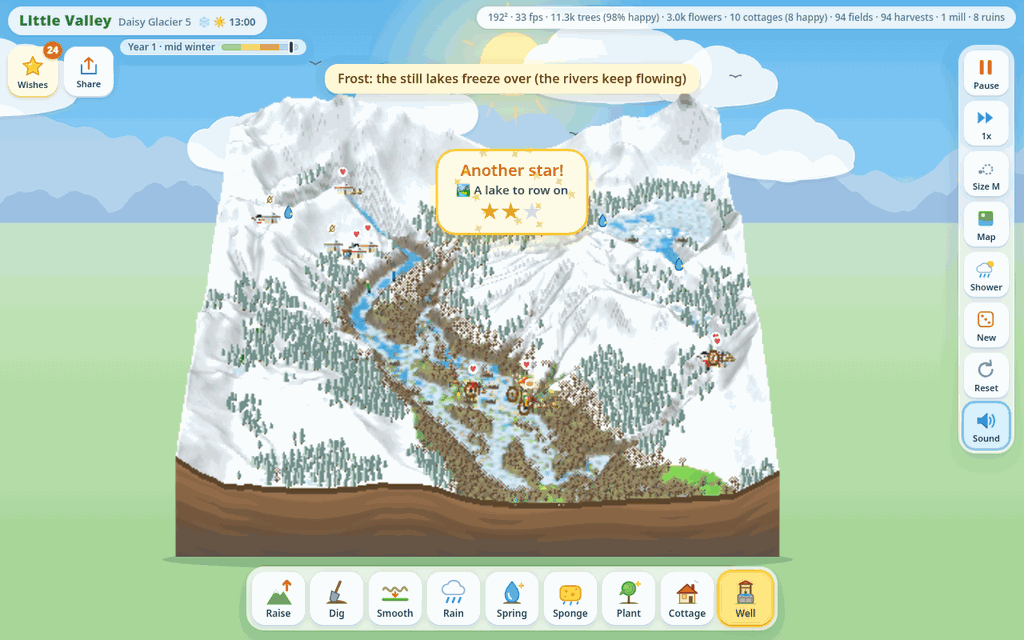 Little Valley Daisy Glacier 5 13:00
192² · 33 fps · 11.3k trees (98% happy) · 3.0k flowers · 10 cottages (8 happy) · 94 fields · 94 harvests · 1 mill · 8 ruins
Year 1 · mid winter
24
Wishes
Share
Frost: the still lakes freeze over (the rivers keep flowing)
Another star!
A lake to row on
Pause
1x
Size M
Map
Shower
New
Reset
Sound
Raise
Dig
Smooth
Rain
Spring
Sponge
Plant
Cottage
Well